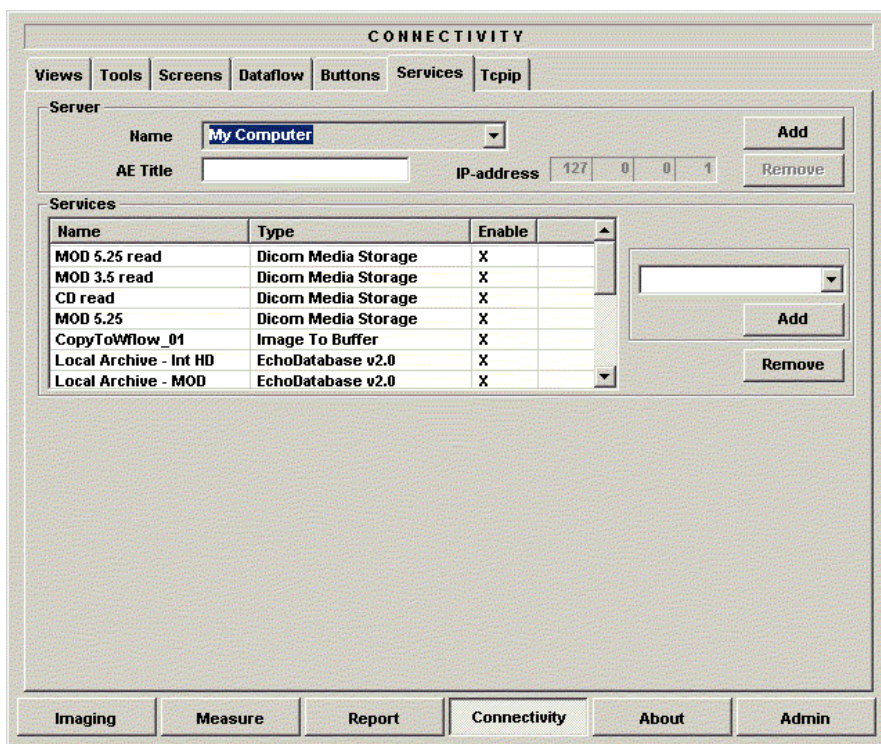 CONNECTIVITY
Views Tools Screens Dataflow Buttons Services Tcpip
Server
Name My Computer Add
AE Title IP-address 127 0 0 1 Remove
Services
Name Type Enable
MOD 5.25 read Dicom Media Storage X
MOD 3.5 read Dicom Media Storage X
CD read Dicom Media Storage X
MOD 5.25 Dicom Media Storage X
Add
CopyToWflow_01 Image To Buffer X
Local Archive - Int HD EchoDatabase v2.0 X
Remove
Local Archive - MOD EchoDatabase v2.0 X
Imaging Measure Report Connectivity About Admin